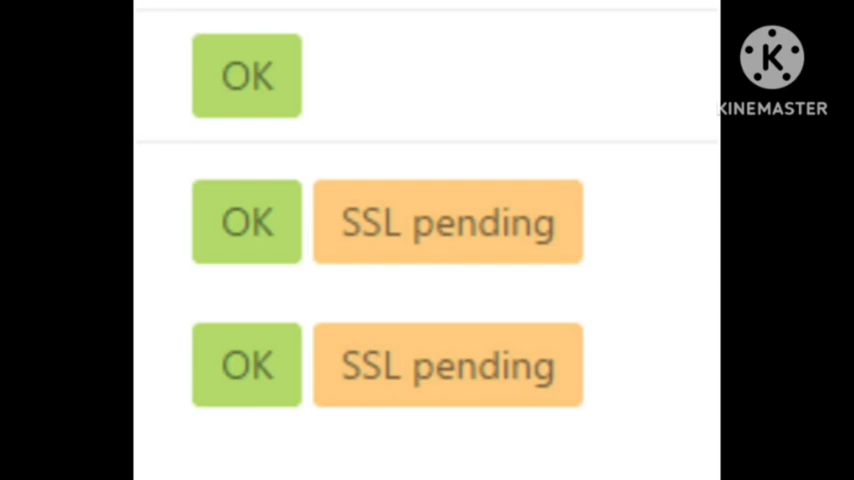 OK
K
KINEMASTER
OK SSL pending
OK SSL pending